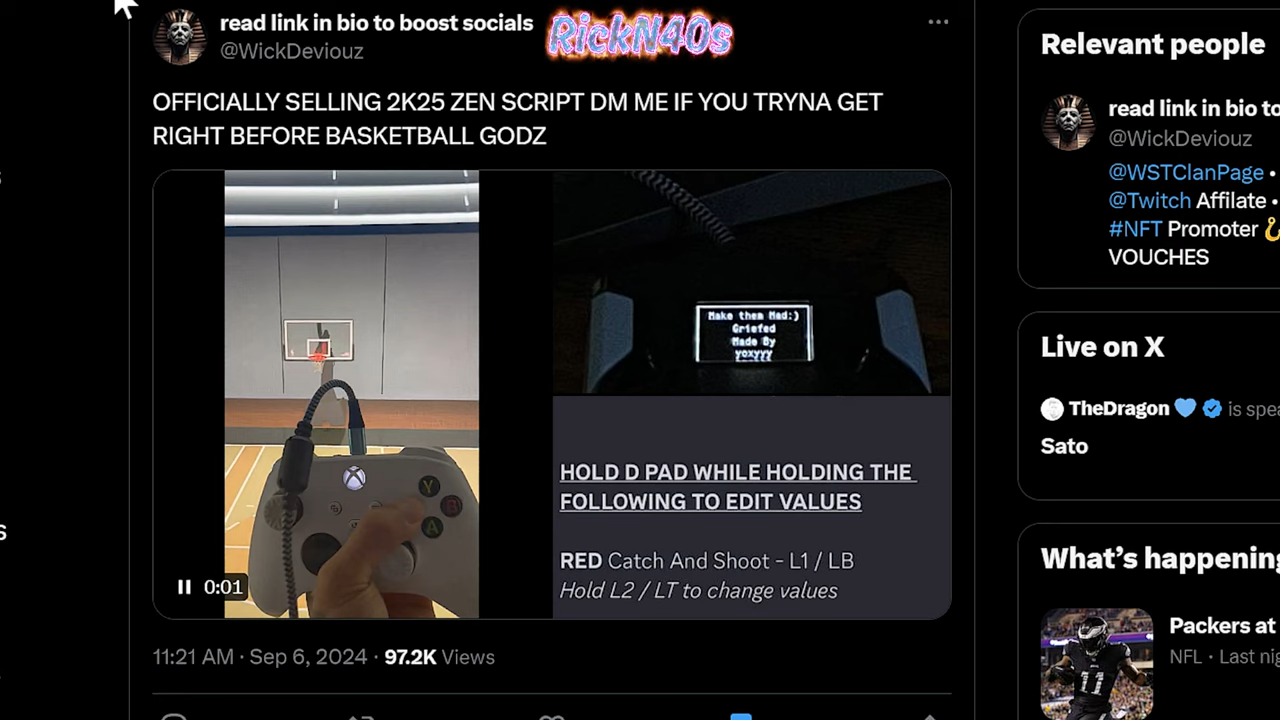 read link in bio to boost socials
RickN40s
@WickDeviouz
OFFICIALLY SELLING 2K25 ZEN SCRIPT DM ME IF YOU TRYNA GET
RIGHT BEFORE BASKETBALL GODZ
Make them Mad:)
Griefed
Made By
yoxyyy
Y
B
A
HOLD D PAD WHILE HOLDING THE
FOLLOWING TO EDIT VALUES
RED Catch And Shoot - L1 / LB
Hold L2 / LT to change values
0:01
11:21 AM · Sep 6, 2024 · 97.2K Views
Relevant people
read link in bio to
@WickDeviouz
@WSTClanPage •
@Twitch Affilate •
#NFT Promoter
VOUCHES
Live on X
TheDragon is spea
Sato
What's happening
Packers at
NFL · Last nig